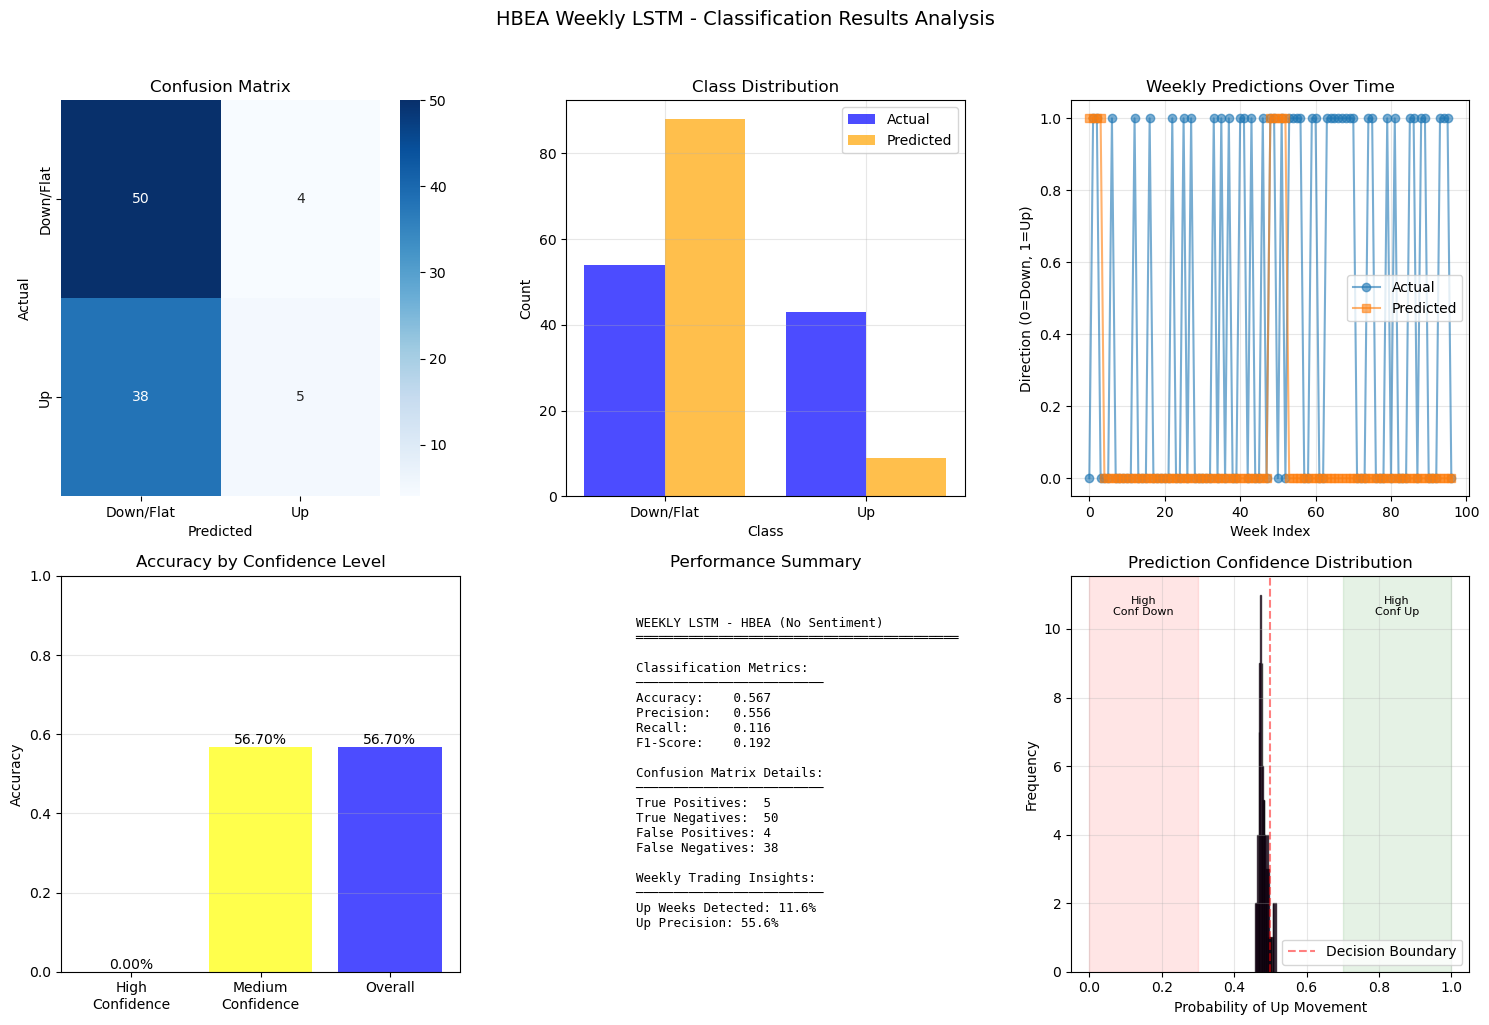 HBEA Weekly LSTM - Classification Results Analysis
Confusion Matrix
Down/Flat
Up
Actual
50
4
38
5
Down/Flat
Up
Predicted
50
40
30
20
10
Class Distribution
Actual
Predicted
80
60
40
20
0
Count
Down/Flat
Up
Class
Weekly Predictions Over Time
1.0
0.8
0.6
0.4
0.2
0.0
Direction (0=Down, 1=Up)
Actual
Predicted
0
20
40
60
80
100
Week Index
Accuracy by Confidence Level
1.0
0.8
0.6
0.4
0.2
0.0
Accuracy
0.00%
56.70%
56.70%
High
Confidence
Medium
Confidence
Overall
Performance Summary
WEEKLY LSTM - HBEA (No Sentiment)
Classification Metrics:
Accuracy: 0.567
Precision: 0.556
Recall: 0.116
F1-Score: 0.192
Confusion Matrix Details:
True Positives: 5
True Negatives: 50
False Positives: 4
False Negatives: 38
Weekly Trading Insights:
Up Weeks Detected: 11.6%
Up Precision: 55.6%
Prediction Confidence Distribution
High
Conf Down
High
Conf Up
10
8
6
4
2
0
Frequency
Decision Boundary
0.0
0.2
0.4
0.6
0.8
1.0
Probability of Up Movement